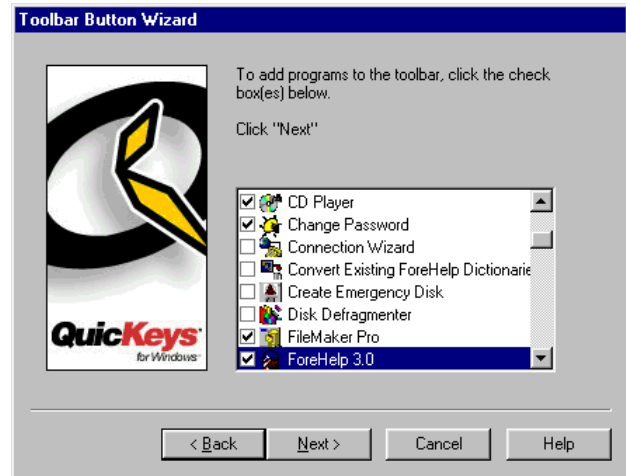 Toolbar Button Wizard
To add programs to the toolbar, click the check
box(es) below.
Click "Next"
CD Player
Change Password
Connection Wizard
Convert Existing ForeHelp Dictionarie
Create Emergency Disk
Disk Defragmenter
FileMaker Pro
ForeHelp 3.0
QuicKeys
for Windows
< Back
Next >
Cancel
Help